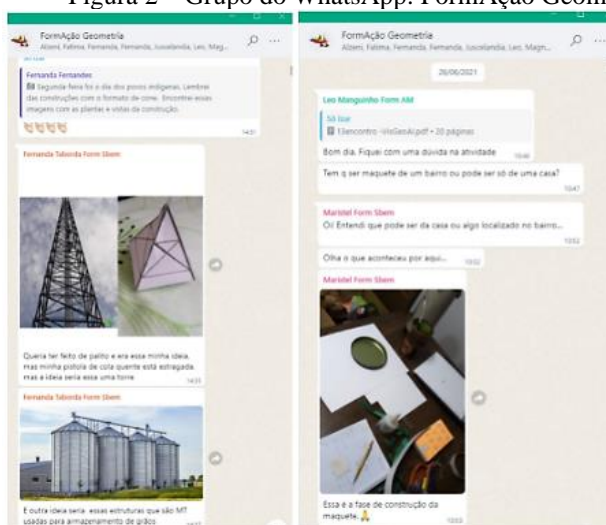 Figura 2 – Grupo do WhatsApp: FormAção Geom
FormAção Geometria
Alzeni, Fatima, Fernanda, Fernanda, Juscelandia, Leo, Mag...
Só Izar
Fernanda Fernandes
Segunda feira foi o dia dos povos indígenas. Lembrei
das construções com o formato de cone. Encontrei essas
imagens com as plantas e vistas da construção.
14:31
Fernanda Taborda Form Sbem
Queria ter feito de palito e era essa minha ideia,
mas minha pistola de cola quente está estragada
mas a ideia seria essa uma torre
14:35
Fernanda Taborda Form Sbem
E outra ideia seria essas estruturas que são MT
usadas para armazenamento de grãos
FormAção Geometria
Fatima, Fernanda, Fernanda, Juscelandia, Leo, Magn...
26/06/2021
Leo Manguinho Form AM
Só Izar
20 páginas
Bom dia, Fiquei com uma dúvida na atividade
10:46
Tem q ser maquete de um bairro ou pode ser só de uma casa?
10:47
Maristel Form Sbem
Oi! Entendi que pode ser da casa ou algo localizado no bairro...
10:52
Olha o que aconteceu por aqui...
10:52
Maristel Form Sbem
Essa é a fase de construção da
maquete.
10:53